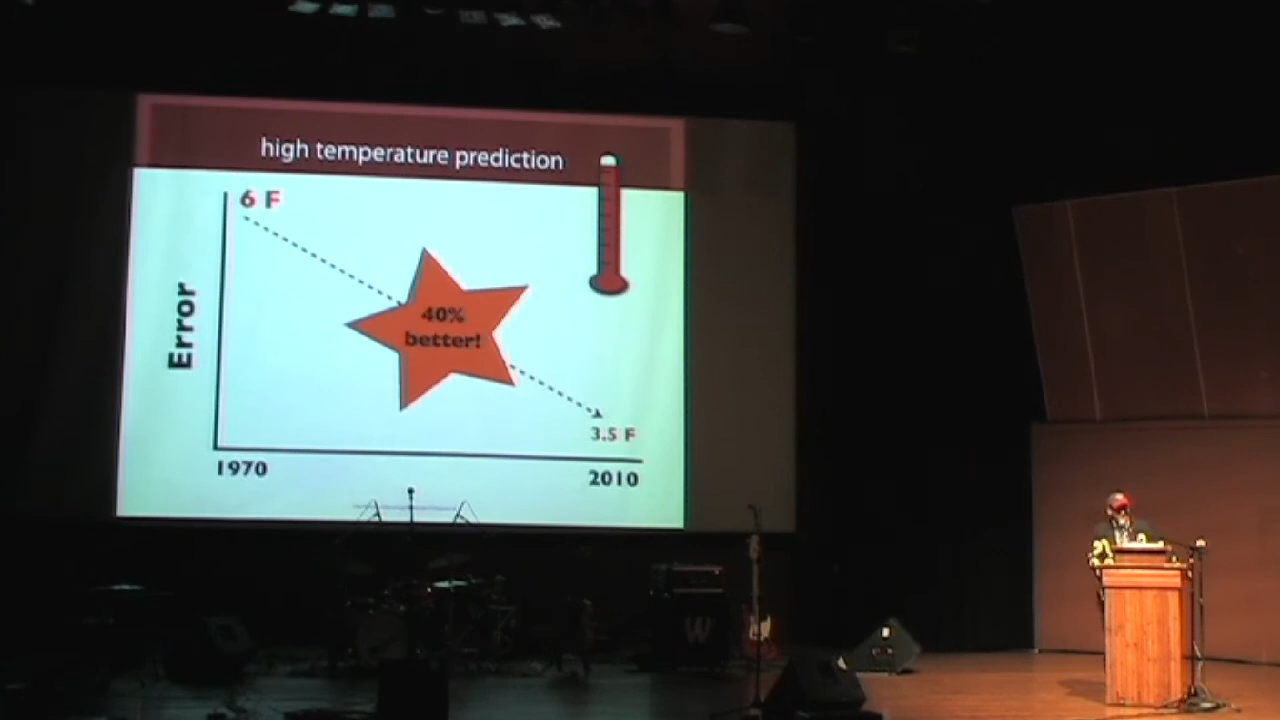 high temperature prediction
6 F
Error
40%
better!
3.5 F
1970
2010
W